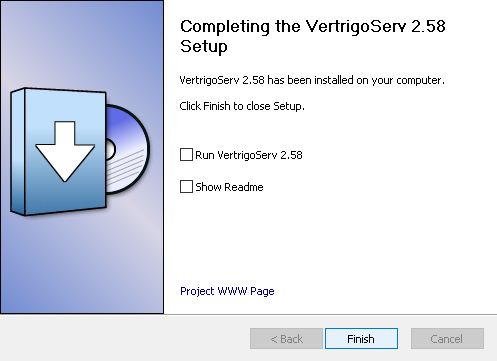 Completing the VertrigoServ 2.58
Setup
VertrigoServ 2.58 has been installed on your computer.
Click Finish to close Setup.
Run VertrigoServ 2.58
Show Readme
Project WWW Page
< Back
Finish
Cancel